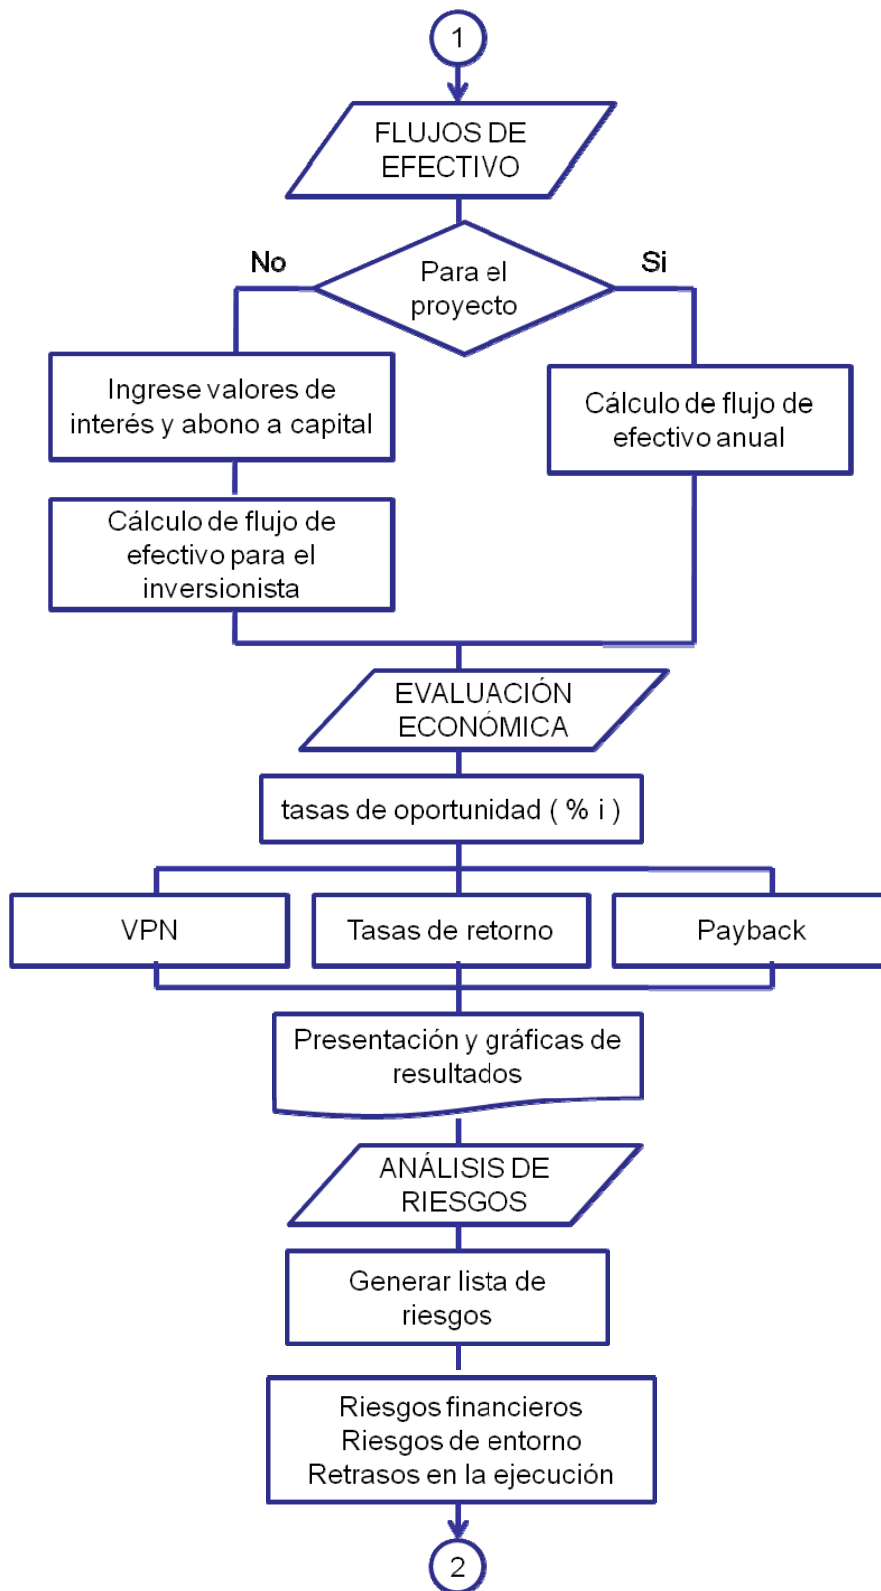 1
FLUJOS DE
EFECTIVO
No
Si
Para el
proyecto
Ingrese valores de
interés y abono a capital
Cálculo de flujo de
efectivo anual
Cálculo de flujo de
efectivo para el
inversionista
EVALUACIÓN
ECONÓMICA
tasas de oportunidad ( % i )
VPN
Tasas de retorno
Payback
Presentación y gráficas de
resultados
ANÁLISIS DE
RIESGOS
Generar lista de
riesgos
Riesgos financieros
Riesgos de entorno
Retrasos en la ejecución
2